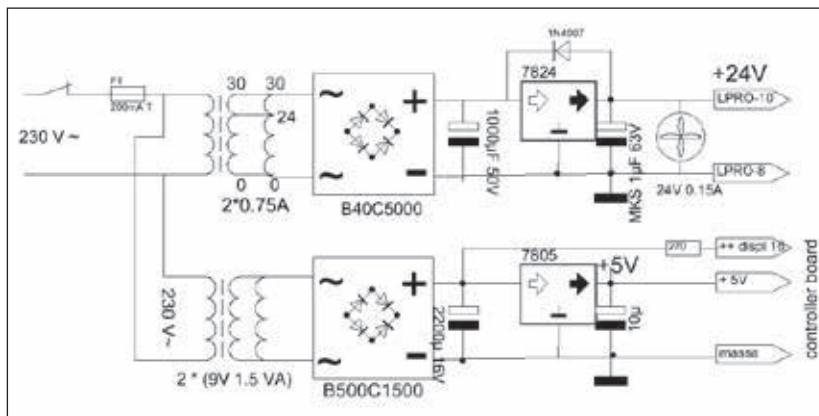 230 V ~
F1
200mA T
30 30
24
0 0
2*0.75A
~
~
+
-
B40C5000
1000µF 50V
1N4007
7824
MKS 1µF 63V
+24V
LPRO-10
LPRO-8
24V 0.15A
230 V~
2 * (9V 1.5 VA)
~
~
+
-
B500C1500
2200µ 16V
7805
+5V
10µ
270
++ displ 16
+ 5V
massa
controller board